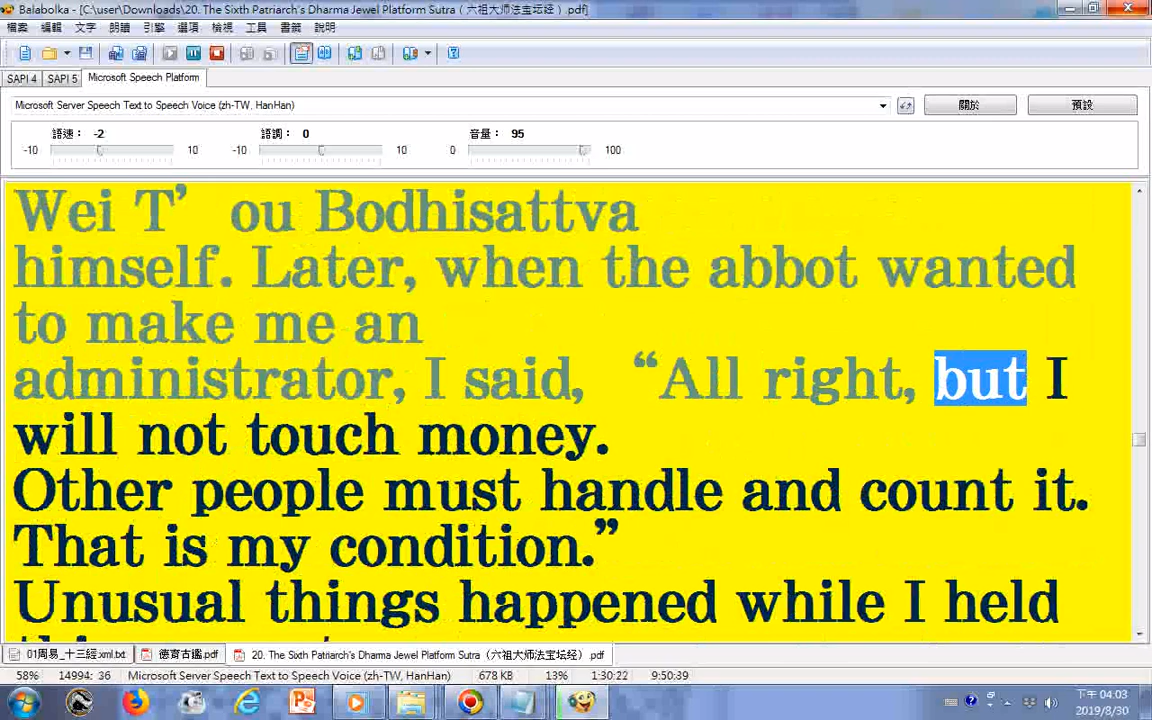 Balabolka - [C:\user\Downloads\20. The Sixth Patriarch's Dharma Jewel Platform Sutra（六祖大师法宝坛经）.pdf]
檔案 編輯 文字 朗讀 引擎 選項 檢視 工具 書籤 說明
SAPI 4 SAPI 5 Microsoft Speech Platform
Microsoft Server Speech Text to Speech Voice (zh-TW, HanHan) 關於 預設
語速： -2 語調： 0 音量： 95
-10 10 -10 10 0 100
Wei T’ou Bodhisattva
himself. Later, when the abbot wanted
to make me an
administrator, I said, “All right, but I
will not touch money.
Other people must handle and count it.
That is my condition.”
Unusual things happened while I held
01周易_十三經.xml.txt 德育古鑑.pdf 20. The Sixth Patriarch's Dharma Jewel Platform Sutra（六祖大师法宝坛经）.pdf
58% 14994: 36 Microsoft Server Speech Text to Speech Voice (zh-TW, HanHan) 678 KB 13% 1:30:22 9:50:39
下午 04:03
2019/8/30